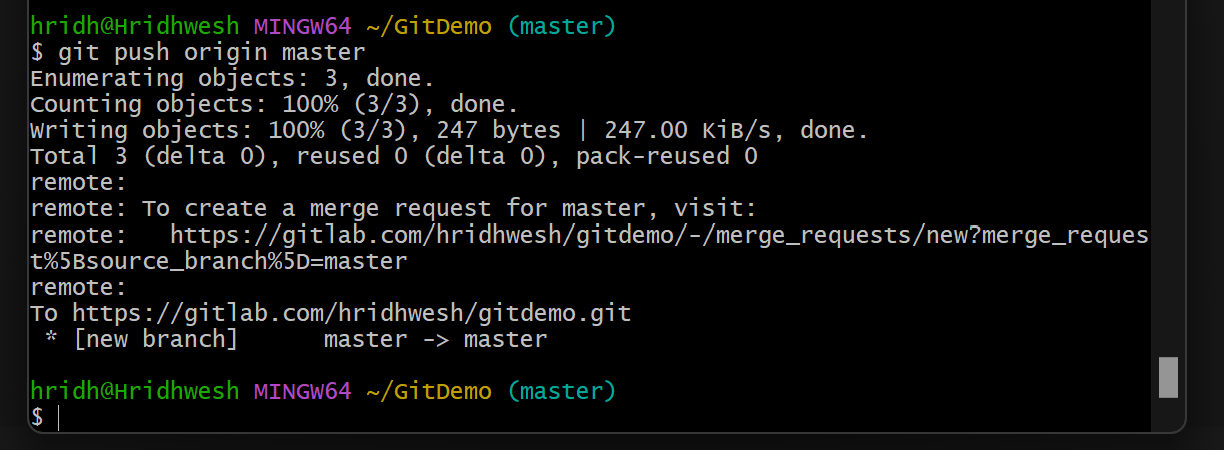 hridh@Hridhwesh MINGW64 ~/GitDemo (master)
$ git push origin master
Enumerating objects: 3, done.
Counting objects: 100% (3/3), done.
Writing objects: 100% (3/3), 247 bytes | 247.00 KiB/s, done.
Total 3 (delta 0), reused 0 (delta 0), pack-reused 0
remote:
remote: To create a merge request for master, visit:
remote:   https://gitlab.com/hridhwesh/gitdemo/-/merge_requests/new?merge_reques
t%5Bsource_branch%5D=master
remote:
To https://gitlab.com/hridhwesh/gitdemo.git
 * [new branch]      master -> master
hridh@Hridhwesh MINGW64 ~/GitDemo (master)
$